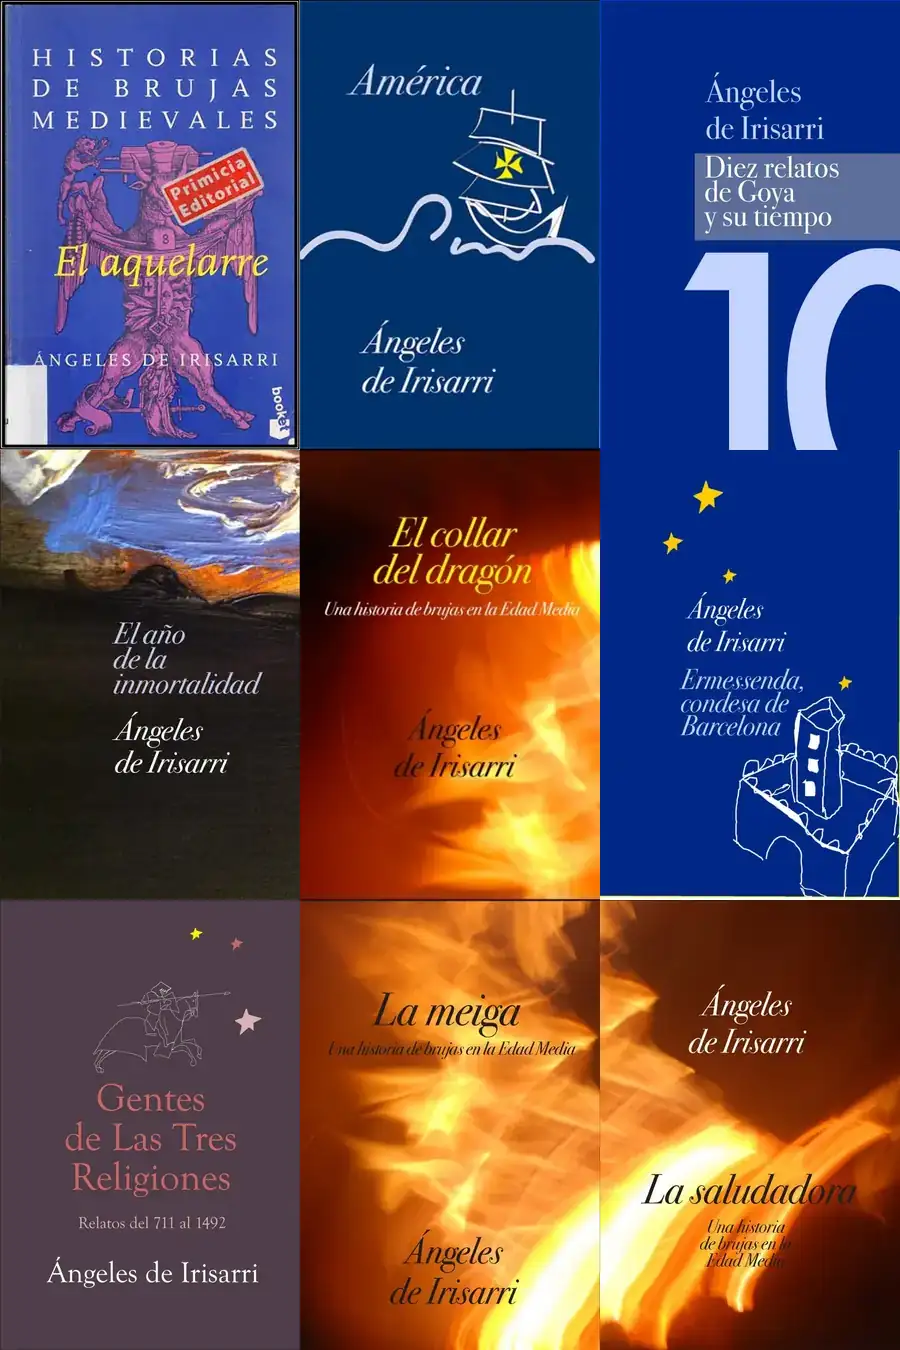 HISTORIAS
DE BRUJAS
MEDIEVALES
Primicia
Editorial
8
El aquelarre
ÁNGELES DE IRISARRI
booket
América
Ángeles
de Irisarri
Ángeles
de Irisarri
Diez relatos
de Goya
y su tiempo
10
El año
de la
inmortalidad
Ángeles
de Irisarri
El collar
del dragón
Una historia de brujas en la Edad Media
Ángeles
de Irisarri
Ángeles
de Irisarri
Ermessenda,
condesa de
Barcelona
Gentes
de Las Tres
Religiones
Relatos del 711 al 1492
Ángeles de Irisarri
La meiga
Una historia de brujas en la Edad Media
Ángeles
de Irisarri
Ángeles
de Irisarri
La saludadora
Una historia
de brujas en la
Edad Media